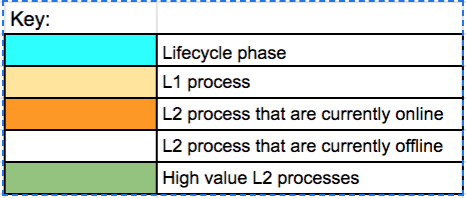 Key:
Lifecycle phase
L1 process
L2 process that are currently online
L2 process that are currently offline
High value L2 processes